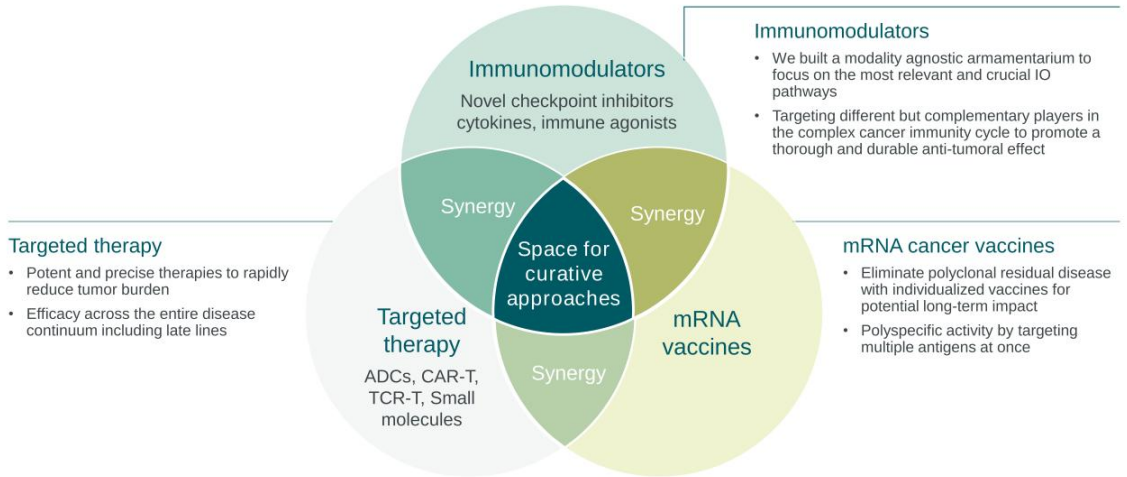 Immunomodulators
Novel checkpoint inhibitors
cytokines, immune agonists
Immunomodulators
• We built a modality agnostic armamentarium to
focus on the most relevant and crucial IO
pathways
• Targeting different but complementary players in
the complex cancer immunity cycle to promote a
thorough and durable anti-tumoral effect
Synergy
Synergy
Space for
curative
approaches
Targeted therapy
• Potent and precise therapies to rapidly
reduce tumor burden
• Efficacy across the entire disease
continuum including late lines
Targeted
therapy
ADCs, CAR-T,
TCR-T, Small
molecules
Synergy
mRNA
vaccines
mRNA cancer vaccines
• Eliminate polyclonal residual disease
with individualized vaccines for
potential long-term impact
• Polyspecific activity by targeting
multiple antigens at once